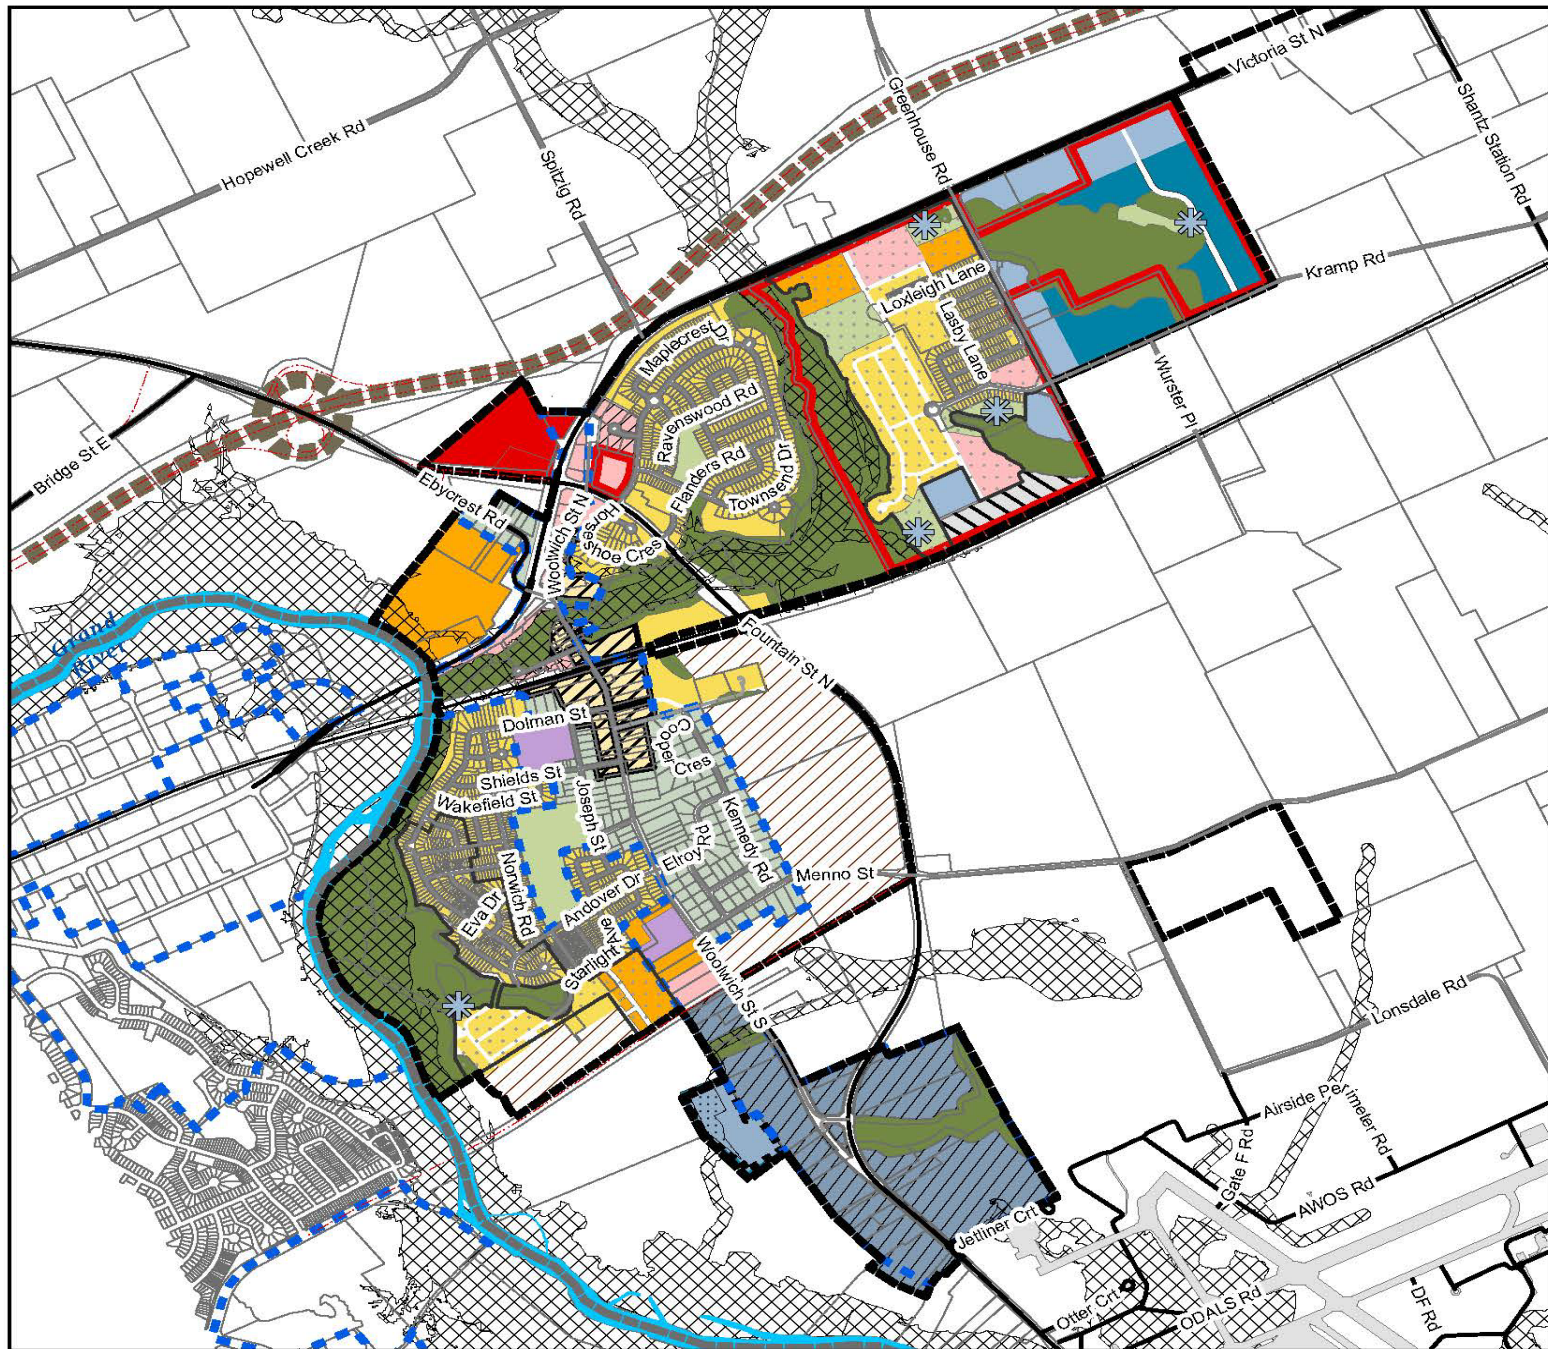 Victoria St N
Hopewell Creek Rd
Spitzig Rd
Greenhouse Rd
Shantz Station Rd
Kramp Rd
Loxleigh Lane
Lasby Lane
Wurster Pl
Maplecrest Dr
Ravenswood Rd
Flanders Rd
Townsend Dr
Bridge St E
Ebycrest Rd
Woolwich St N
Horseshoe Cres
Grand
River
Fountain St N
Dolman St
Cooper
Cres
Shields St
Wakefield St
Joseph St
Kennedy Rd
Elroy Rd
Menno St
Norwich Rd
Andover Dr
Eva Dr
Starlight Ave
Woolwich St S
Lonsdale Rd
Airside Perimeter Rd
Gate F Rd
AWOS Rd
Jetliner Crt
Otter Crt
ODALS Rd
DF Rd